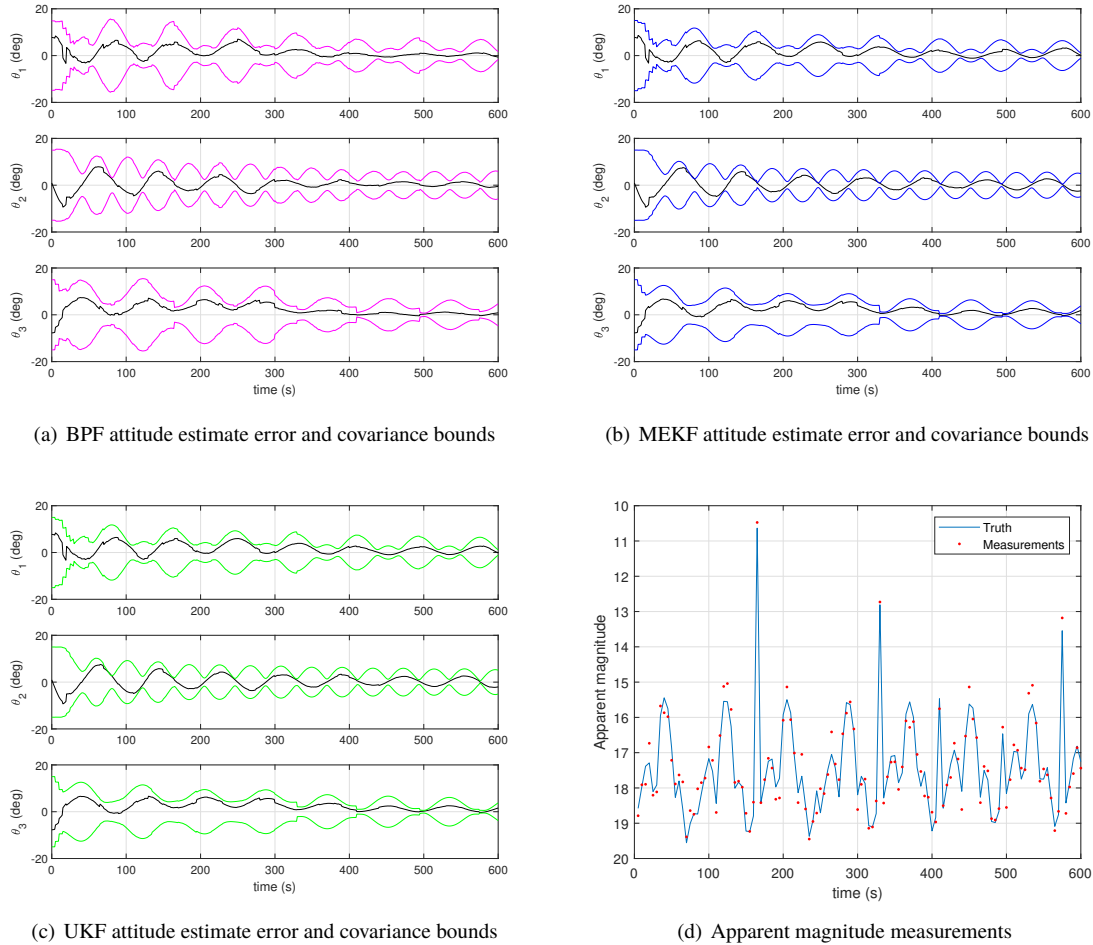 20
0
-20
θ1 (deg)
0 100 200 300 400 500 600
20
0
-20
θ2 (deg)
0 100 200 300 400 500 600
20
0
-20
θ3 (deg)
0 100 200 300 400 500 600
time (s)
(a) BPF attitude estimate error and covariance bounds
20
0
-20
θ1 (deg)
0 100 200 300 400 500 600
20
0
-20
θ2 (deg)
0 100 200 300 400 500 600
20
0
-20
θ3 (deg)
0 100 200 300 400 500 600
time (s)
(b) MEKF attitude estimate error and covariance bounds
20
0
-20
θ1 (deg)
0 100 200 300 400 500 600
20
0
-20
θ2 (deg)
0 100 200 300 400 500 600
20
0
-20
θ3 (deg)
0 100 200 300 400 500 600
time (s)
(c) UKF attitude estimate error and covariance bounds
10
11
12
13
14
15
16
17
18
19
20
Apparent magnitude
Truth
Measurements
0 100 200 300 400 500 600
time (s)
(d) Apparent magnitude measurements